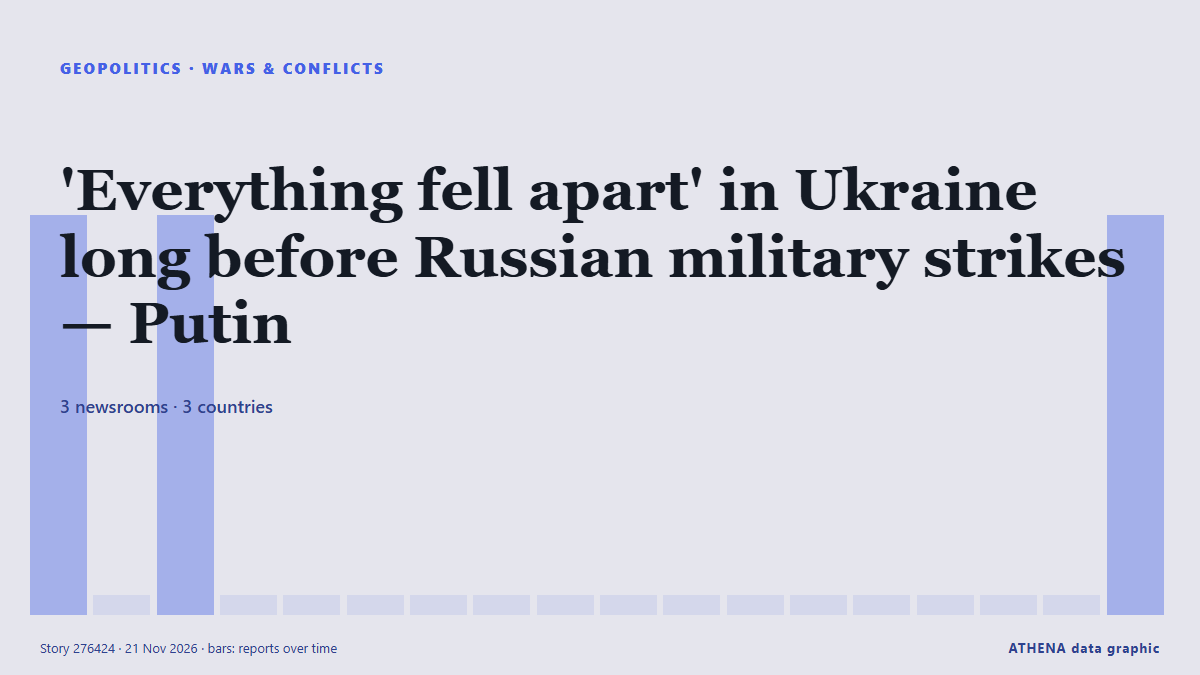 GEOPOLITICS · WARS & CONFLICTS
'Everything fell apart' in Ukraine
long before Russian military strikes
— Putin
3 newsrooms · 3 countries
Story 276424 · 21 Nov 2026 · bars: reports over time
ATHENA data graphic